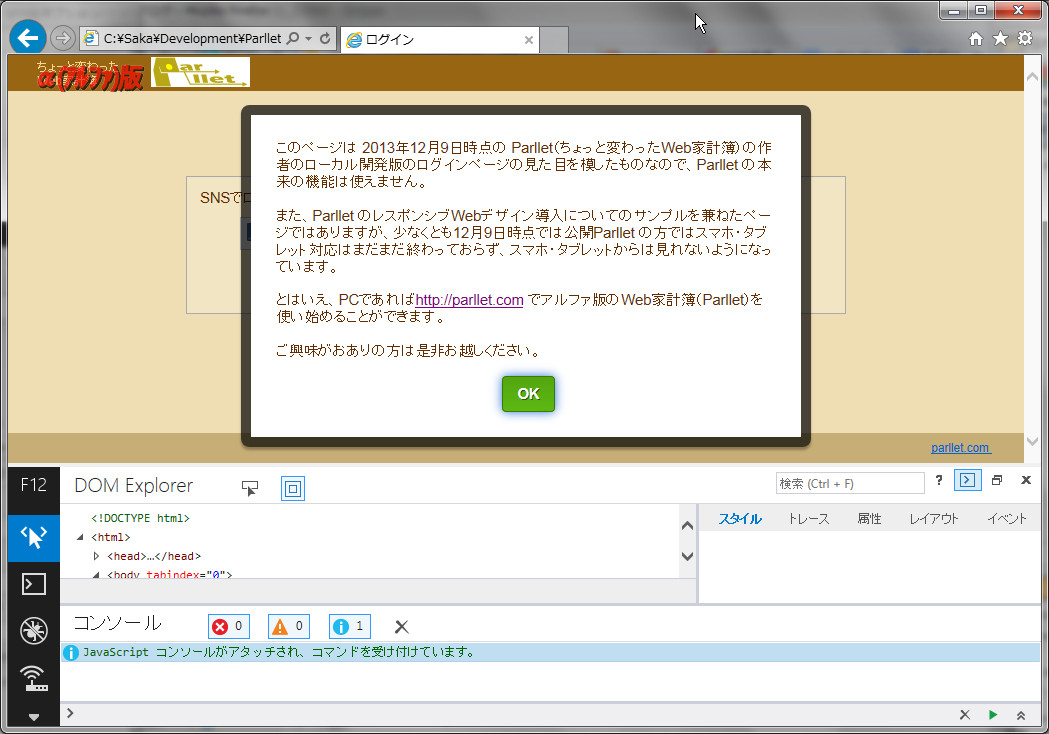 C:¥Saka¥Development¥Parllet
ログイン
ちょーと変わった
α(アルファ)版
Parllet
このページは 2013年12月9日時点の Parllet(ちょっと変わったWeb家計簿)の作
者のローカル開発版のログインページの見た目を模したものなので、Parllet の本
来の機能は使えません。
また、Parllet のレスポンシブWebデザイン導入についてのサンプルを兼ねたペー
ジではありますが、少なくとも12月9日時点では公開Parllet の方ではスマホ・タブ
レット対応はまだまだ終わっておらず、スマホ・タブレットからは見れないようになっ
ています。
とはいえ、PCであればhttp://parllet.com でアルファ版のWeb家計簿(Parllet)を
使い始めることができます。
ご興味がおありの方は是非お越しください。
OK
SNSでロ
parllet.com
F12
DOM Explorer
検索 (Ctrl + F)
?
<!DOCTYPE html>
<html>
<head>…</head>
<body tabindex="0">
スタイル トレース 属性 レイアウト イベント
コンソール 0 0 1
JavaScript コンソールがアタッチされ、コマンドを受け付けています。